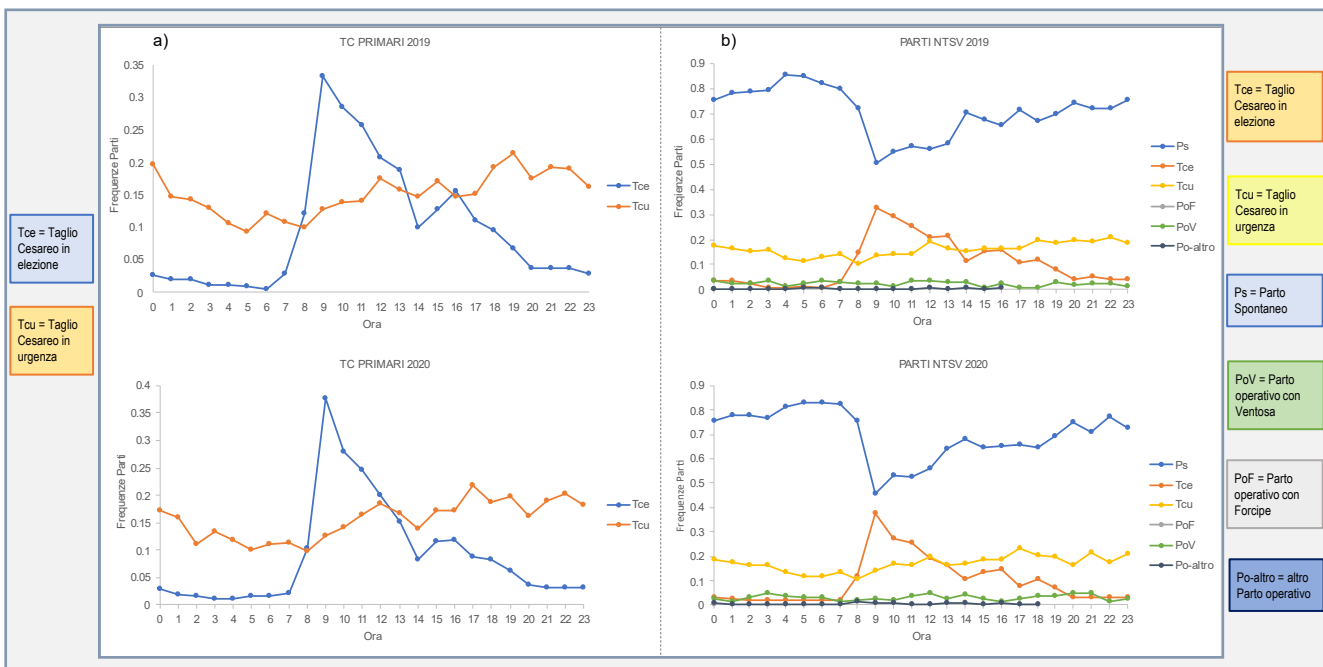 a)
TC PRIMARI 2019
0.35
0.3
0.25
0.2
0.15
0.1
0.05
0
Frequenze Parti
0 1 2 3 4 5 6 7 8 9 10 11 12 13 14 15 16 17 18 19 20 21 22 23
Ora
Tce
Tcu
b)
PARTI NTSV 2019
0.9
0.8
0.7
0.6
0.5
0.4
0.3
0.2
0.1
0
Freqienze Parti
0 1 2 3 4 5 6 7 8 9 10 11 12 13 14 15 16 17 18 19 20 21 22 23
Ora
Ps
Tce
Tcu
PoF
PoV
Po-altro
TC PRIMARI 2020
0.4
0.35
0.3
0.25
0.2
0.15
0.1
0.05
0
Frequenze Parti
0 1 2 3 4 5 6 7 8 9 10 11 12 13 14 15 16 17 18 19 20 21 22 23
Ora
Tce
Tcu
PARTI NTSV 2020
0.9
0.8
0.7
0.6
0.5
0.4
0.3
0.2
0.1
0
Frequenze Parti
0 1 2 3 4 5 6 7 8 9 10 11 12 13 14 15 16 17 18 19 20 21 22 23
Ora
Ps
Tce
Tcu
PoF
PoV
Po-altro
Tce = Taglio
Cesareo in
elezione
Tcu = Taglio
Cesareo in
urgenza
Tce = Taglio
Cesareo in
elezione
Tcu = Taglio
Cesareo in
urgenza
Ps = Parto
Spontaneo
PoV = Parto
operativo con
Ventosa
PoF = Parto
operativo con
Forcipe
Po-altro = altro
Parto operativo